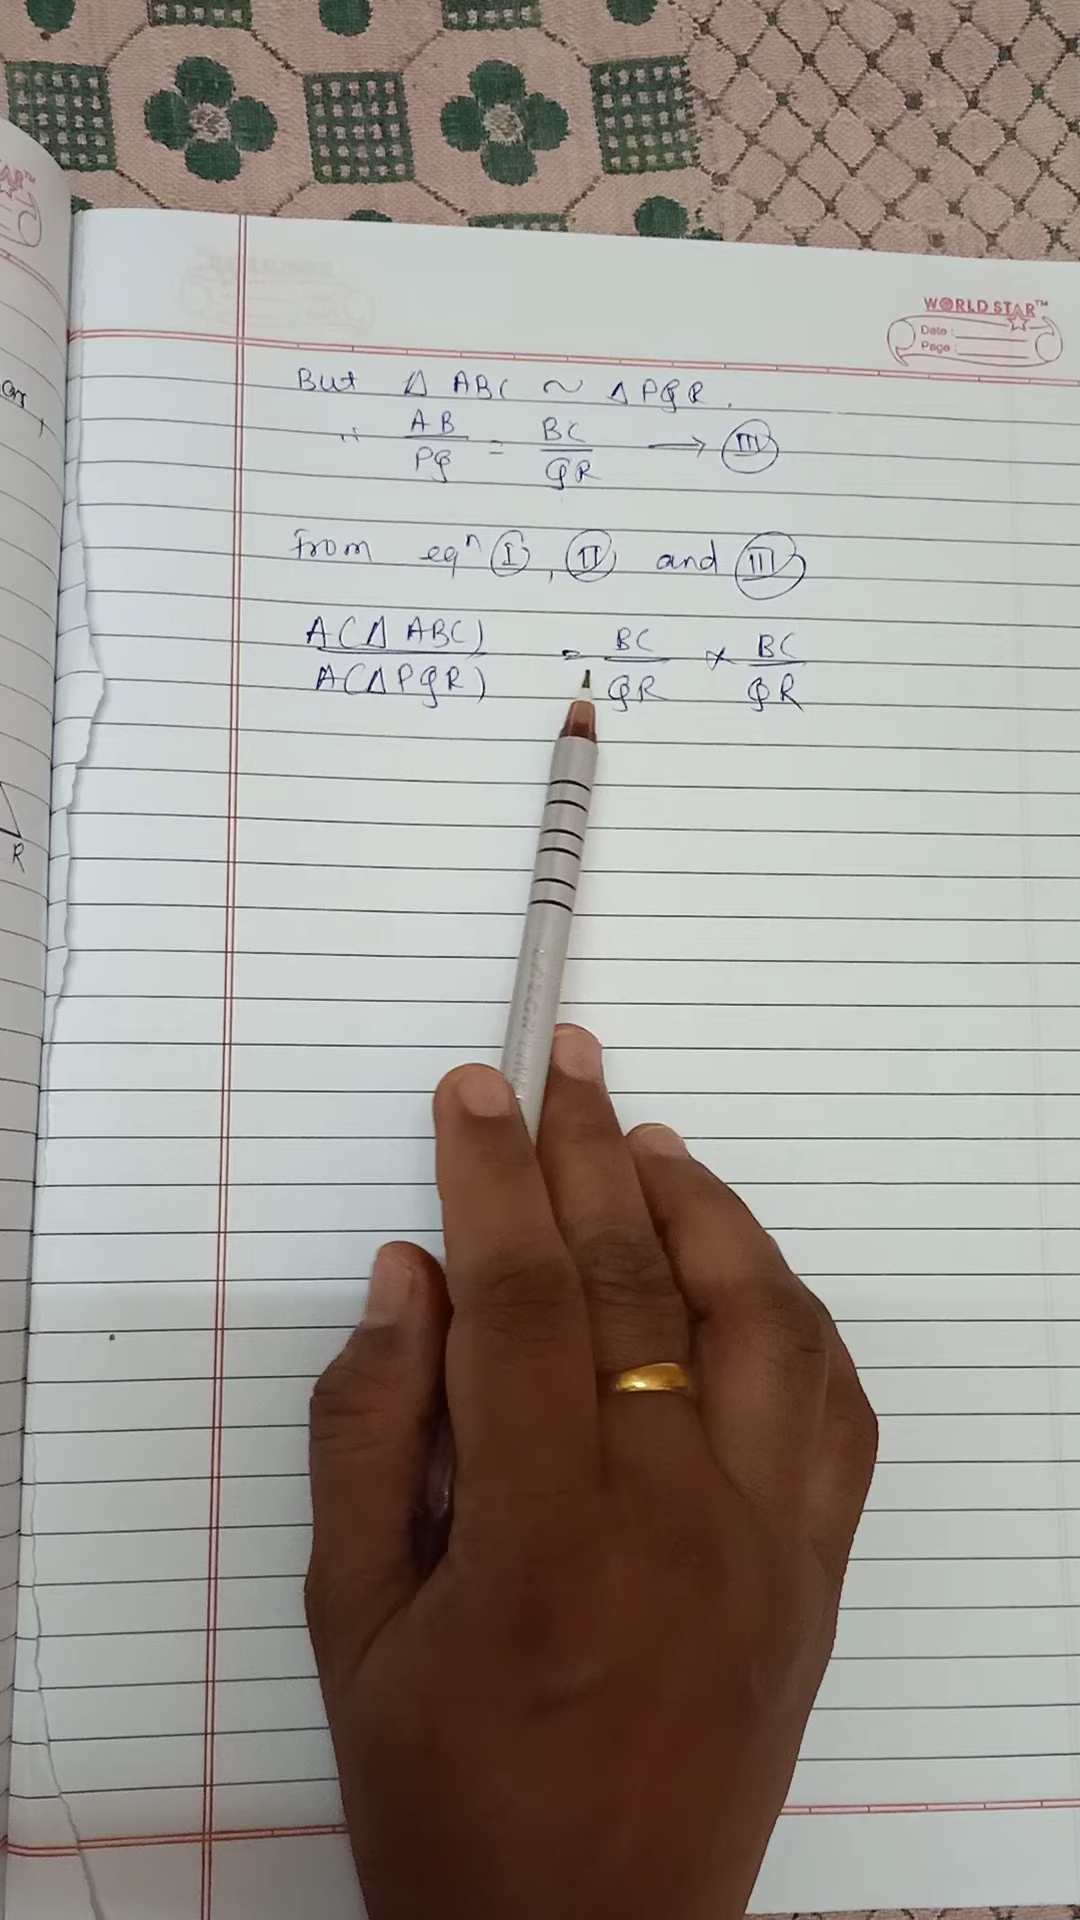 WORLD STAR™
Date :
Page :
But Δ ABC ~ Δ PQR.
∴ AB/PQ = BC/QR → III
from eqⁿ I, II and III
A(Δ ABC)/A(Δ PQR) = BC/QR × BC/QR
R